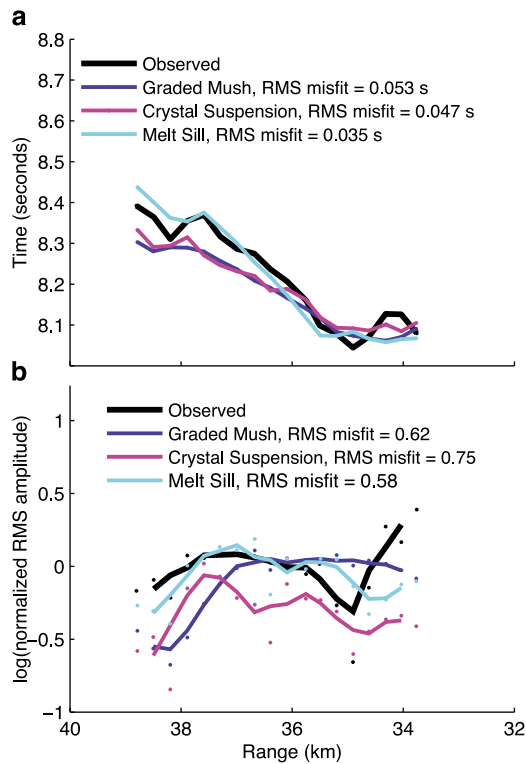 a
8.8
8.7
8.6
8.5
8.4
8.3
8.2
8.1
Time (seconds)
Observed
Graded Mush, RMS misfit = 0.053 s
Crystal Suspension, RMS misfit = 0.047 s
Melt Sill, RMS misfit = 0.035 s
b
1
0.5
0
−0.5
−1
log(normalized RMS amplitude)
Observed
Graded Mush, RMS misfit = 0.62
Crystal Suspension, RMS misfit = 0.75
Melt Sill, RMS misfit = 0.58
40 38 36 34 32
Range (km)